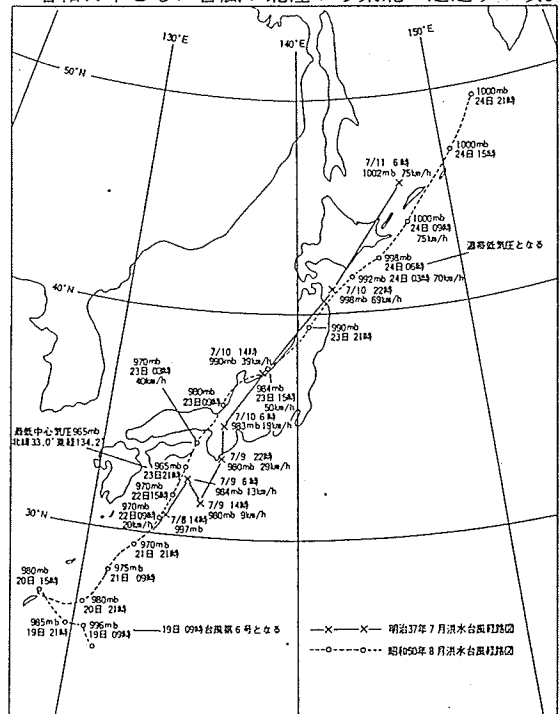 130°E
140°E
150°E
50°N
1000mb
24日 21時
1000mb
24日 15時
7/11 6時
1002mb 75km/h
1000mb
24日 09時
75km/h
温帯低気圧となる
998mb
24日 06時
992mb 24日 03時 70km/h
40°N
7/10 22時
998mb 69km/h
990mb
23日 21時
7/10 14時
990mb 39km/h
970mb
23日 03時
40km/h
980mb
23日 09時
984mb
23日 15時
50km/h
最低中心気圧965mb
北緯33.0°東経134.2°
7/10 6時
983mb 19km/h
7/9 22時
980mb 29km/h
965mb
23日 21時
7/9 6時
984mb 13km/h
970mb
22日 15時
7/9 14時
980mb 9km/h
970mb
22日 09時
20km/h
7/8 14時
997mb
30°N
970mb
21日 21時
975mb
21日 09時
980mb
20日 15時
980mb
20日 21時
985mb
19日 21時
996mb
19日 09時
19日 09時台風第6号となる
明治37年7月洪水台風経路図
昭和50年8月洪水台風経路図